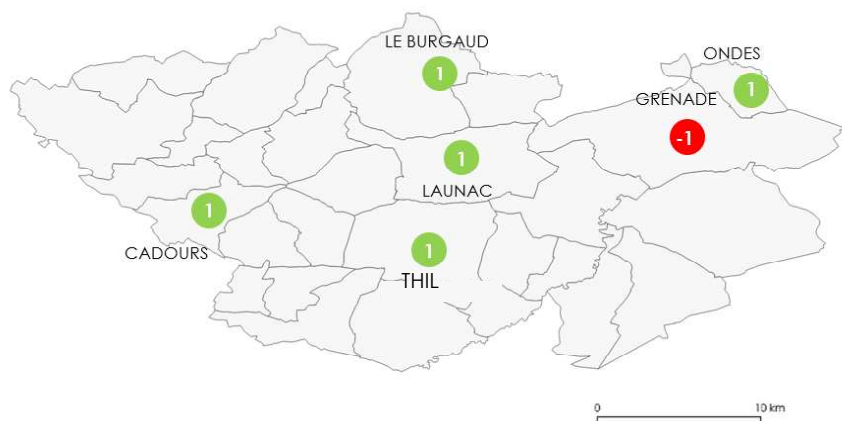 LE BURGAUD
1
ONDES
1
GRENADE
-1
1
LAUNAC
1
CADOURS
1
THIL
0 10 km